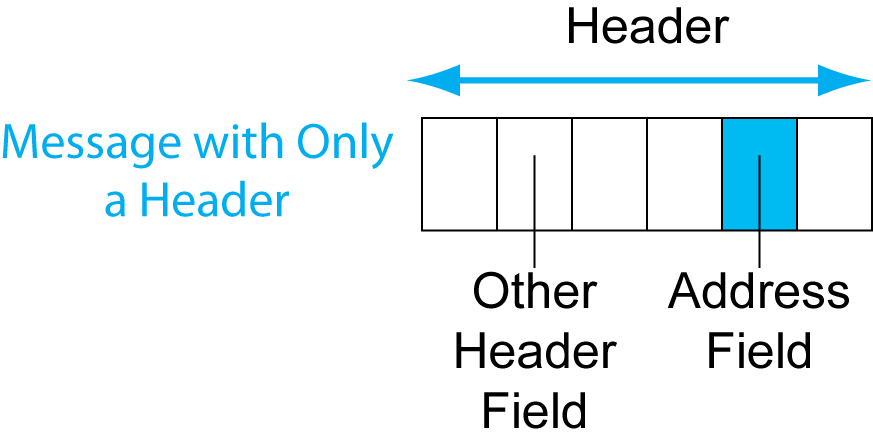 Header
Message with Only
a Header
Other
Header
Field
Address
Field